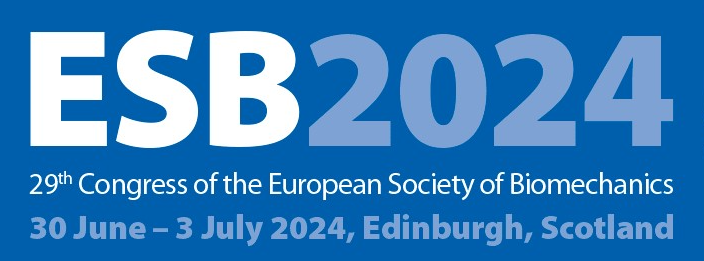 ESB2024
29th Congress of the European Society of Biomechanics
30 June – 3 July 2024, Edinburgh, Scotland